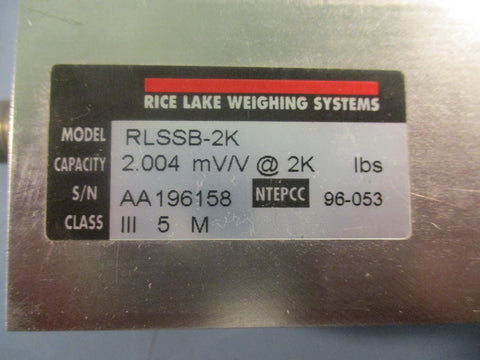 RICE LAKE WEIGHING SYSTEMS
MODEL RLSSB-2K
CAPACITY 2.004 mV/V @ 2K lbs
S/N AA196158 NTEPCC 96-053
CLASS III 5 M